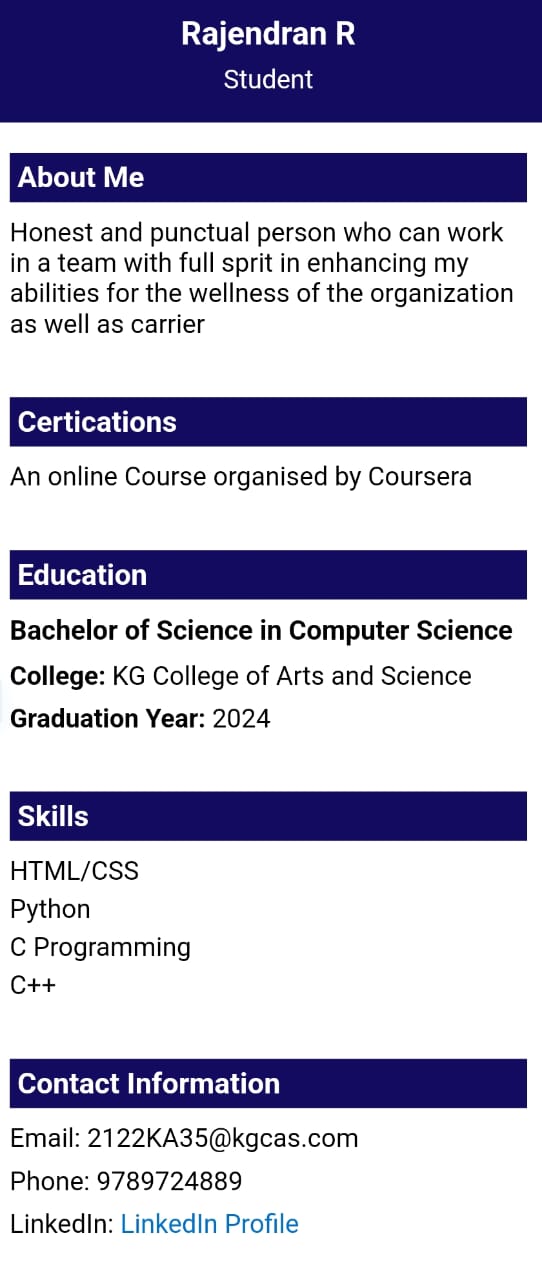 Rajendran R
Student
About Me
Honest and punctual person who can work
in a team with full sprit in enhancing my
abilities for the wellness of the organization
as well as carrier
Certications
An online Course organised by Coursera
Education
Bachelor of Science in Computer Science
College: KG College of Arts and Science
Graduation Year: 2024
Skills
HTML/CSS
Python
C Programming
C++
Contact Information
Email: 2122KA35@kgcas.com
Phone: 9789724889
LinkedIn: LinkedIn Profile